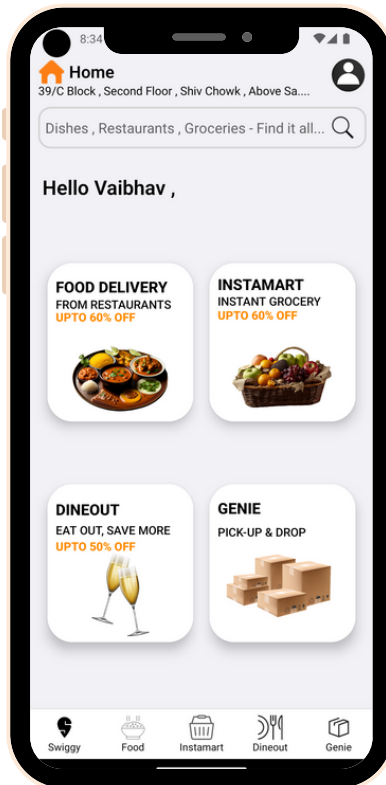 8:34
Home
39/C Block , Second Floor , Shiv Chowk , Above Sa....
Dishes , Restaurants , Groceries - Find it all...
Hello Vaibhav ,
FOOD DELIVERY
FROM RESTAURANTS
UPTO 60% OFF
INSTAMART
INSTANT GROCERY
UPTO 60% OFF
DINEOUT
EAT OUT, SAVE MORE
UPTO 50% OFF
GENIE
PICK-UP & DROP
Swiggy
Food
Instamart
Dineout
Genie